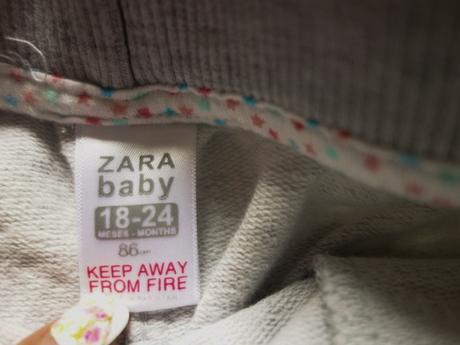 ZARA
baby
18-24
MESES - MONTHS
86cm
KEEP AWAY
FROM FIRE